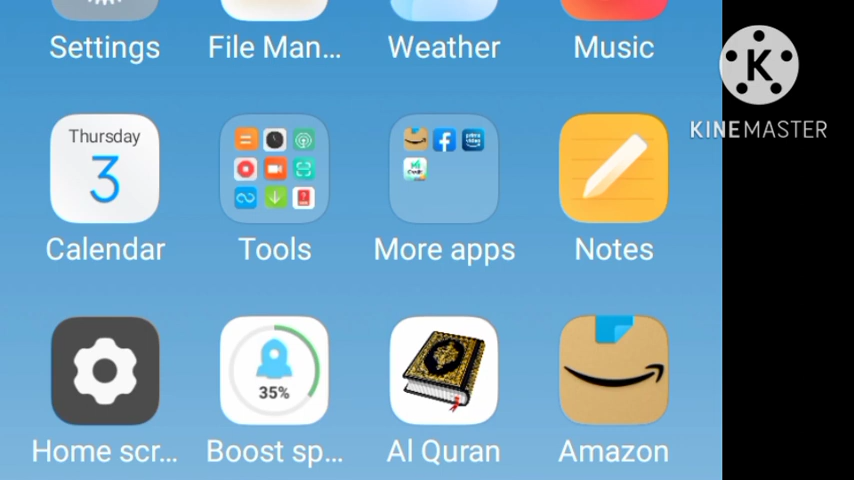 Settings
File Man...
Weather
Music
K
KINEMASTER
Thursday
3
Calendar
Tools
More apps
Notes
35%
Home scr...
Boost sp...
Al Quran
Amazon